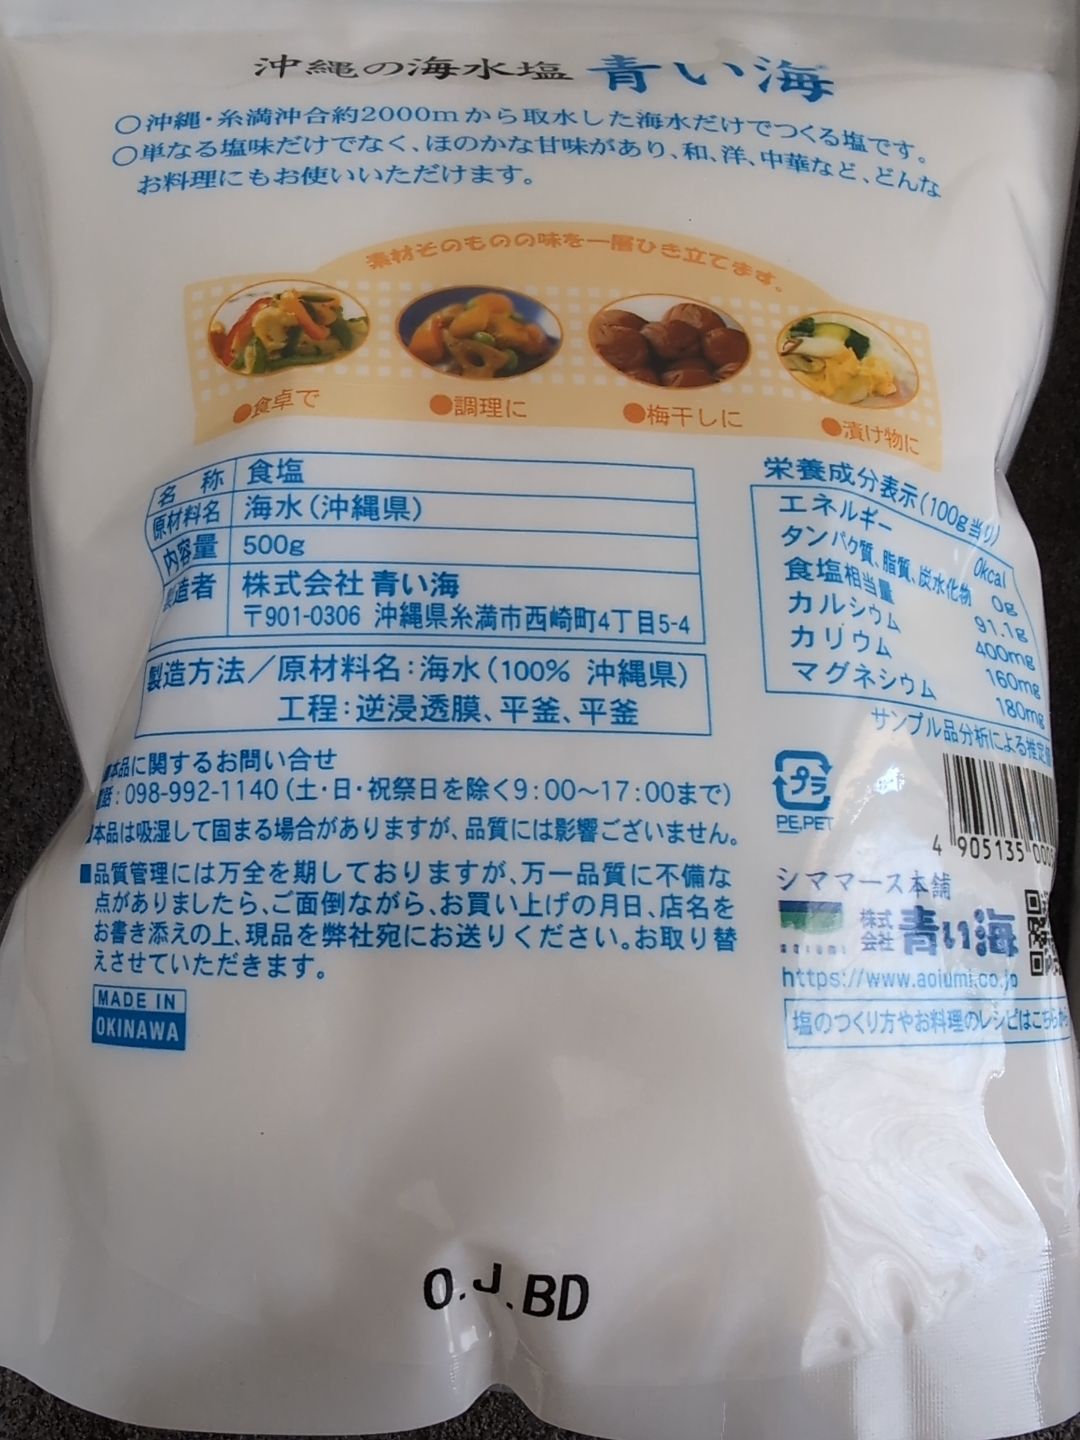 沖縄の海水塩 青い海
○沖縄・糸満沖合約2000mから取水した海水だけでつくる塩です。
○単なる塩味だけでなく、ほのかな甘味があり、和、洋、中華など、どんな
お料理にもお使いいただけます。
素材そのものの味を一層ひき立てます。
●食卓で ●調理に ●梅干しに ●漬け物に
名 称 食塩
原材料名 海水(沖縄県)
内容量 500g
製造者 株式会社 青い海
〒901-0306 沖縄県糸満市西崎町4丁目5-4
製造方法/原材料名:海水(100% 沖縄県)
工程:逆浸透膜、平釜、平釜
栄養成分表示(100g当り)
エネルギー 0kcal
タンパク質、脂質、炭水化物 0g
食塩相当量 91.1g
カルシウム 400mg
カリウム 160mg
マグネシウム 180mg
サンプル品分析による推定
本品に関するお問い合せ
電話:098-992-1140(土・日・祝祭日を除く9:00〜17:00まで)
本品は吸湿して固まる場合がありますが、品質には影響ございません。
■品質管理には万全を期しておりますが、万一品質に不備な
点がありましたら、ご面倒ながら、お買い上げの月日、店名を
お書き添えの上、現品を弊社宛にお送りください。お取り替
えさせていただきます。
MADE IN
OKINAWA
プラ
PE,PET
4 905135 000
シママース本舗
aoiumi
株式会社 青い海
https://www.aoiumi.co.jp
塩のつくり方やお料理のレシピはこちらから
O.J.BD